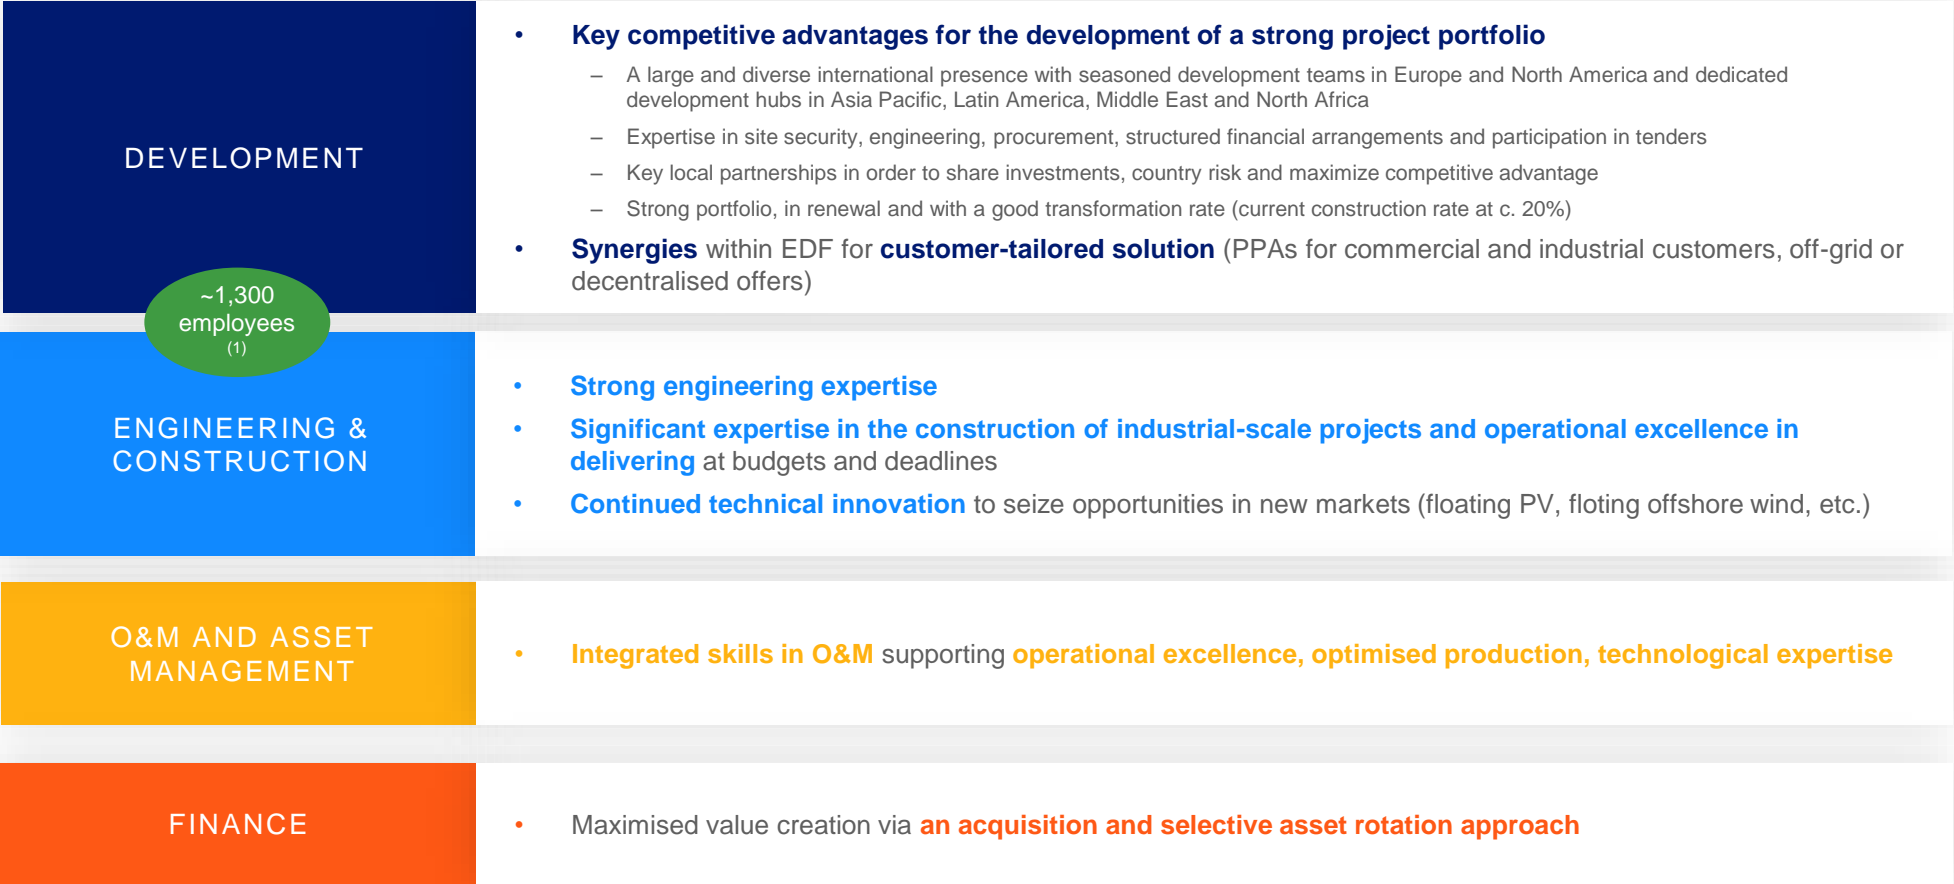 DEVELOPMENT
• Key competitive advantages for the development of a strong project portfolio
– A large and diverse international presence with seasoned development teams in Europe and North America and dedicated
development hubs in Asia Pacific, Latin America, Middle East and North Africa
– Expertise in site security, engineering, procurement, structured financial arrangements and participation in tenders
– Key local partnerships in order to share investments, country risk and maximize competitive advantage
– Strong portfolio, in renewal and with a good transformation rate (current construction rate at c. 20%)
• Synergies within EDF for customer-tailored solution (PPAs for commercial and industrial customers, off-grid or
decentralised offers)
~1,300
employees
(1)
ENGINEERING &
CONSTRUCTION
• Strong engineering expertise
• Significant expertise in the construction of industrial-scale projects and operational excellence in
delivering at budgets and deadlines
• Continued technical innovation to seize opportunities in new markets (floating PV, floting offshore wind, etc.)
O&M AND ASSET
MANAGEMENT
• Integrated skills in O&M supporting operational excellence, optimised production, technological expertise
FINANCE
• Maximised value creation via an acquisition and selective asset rotation approach